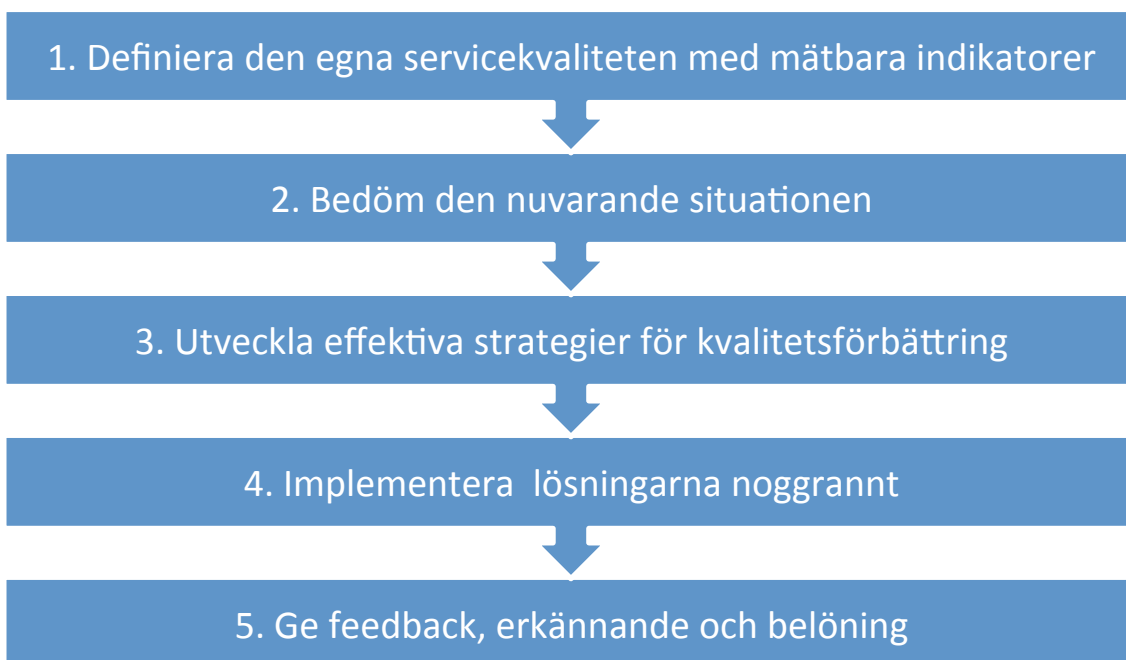 1. Definiera den egna servicekvaliteten med mätbara indikatorer
2. Bedöm den nuvarande situationen
3. Utveckla effektiva strategier för kvalitetsförbättring
4. Implementera  lösningarna noggrannt
5. Ge feedback, erkännande och belöning